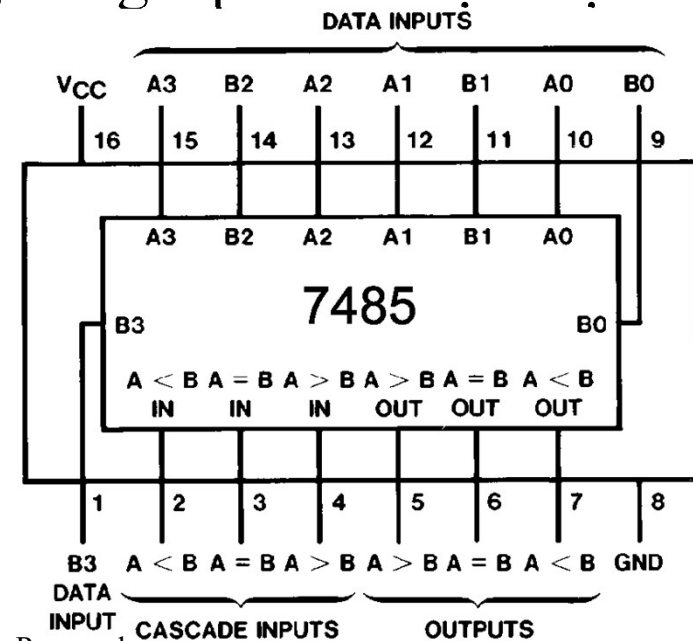 DATA INPUTS
VCC A3 B2 A2 A1 B1 A0 B0
16 15 14 13 12 11 10 9
A3 B2 A2 A1 B1 A0
7485
B3 B0
A < B A = B A > B A > B A = B A < B
IN IN IN OUT OUT OUT
1 2 3 4 5 6 7 8
B3 A < B A = B A > B A > B A = B A < B GND
DATA
INPUT CASCADE INPUTS OUTPUTS